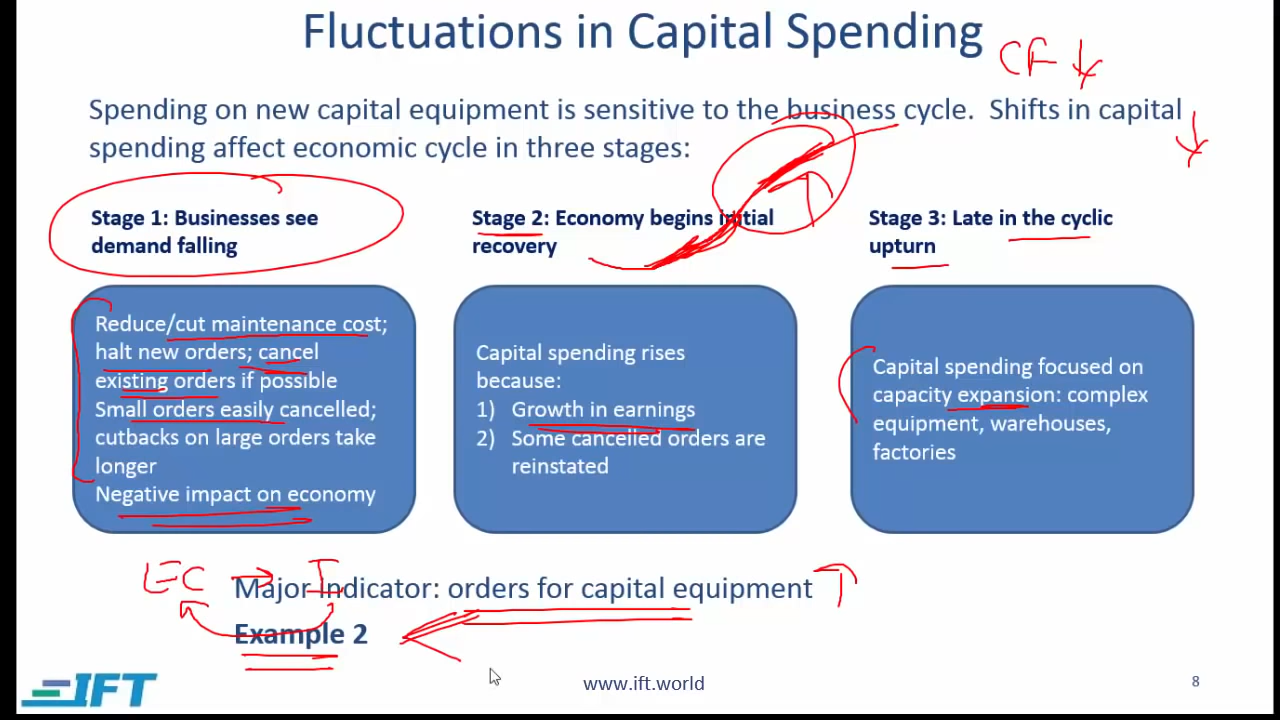 Fluctuations in Capital Spending
CF ↓
Spending on new capital equipment is sensitive to the business cycle.  Shifts in capital
spending affect economic cycle in three stages:
Stage 1: Businesses see
demand falling
Reduce/cut maintenance cost;
halt new orders; cancel
existing orders if possible
Small orders easily cancelled;
cutbacks on large orders take
longer
Negative impact on economy
Stage 2: Economy begins initial
recovery
Capital spending rises
because:
1) Growth in earnings
2) Some cancelled orders are
reinstated
Stage 3: Late in the cyclic
upturn
Capital spending focused on
capacity expansion: complex
equipment, warehouses,
factories
EC → I
Major Indicator: orders for capital equipment
Example 2
IFT
www.ift.world
8